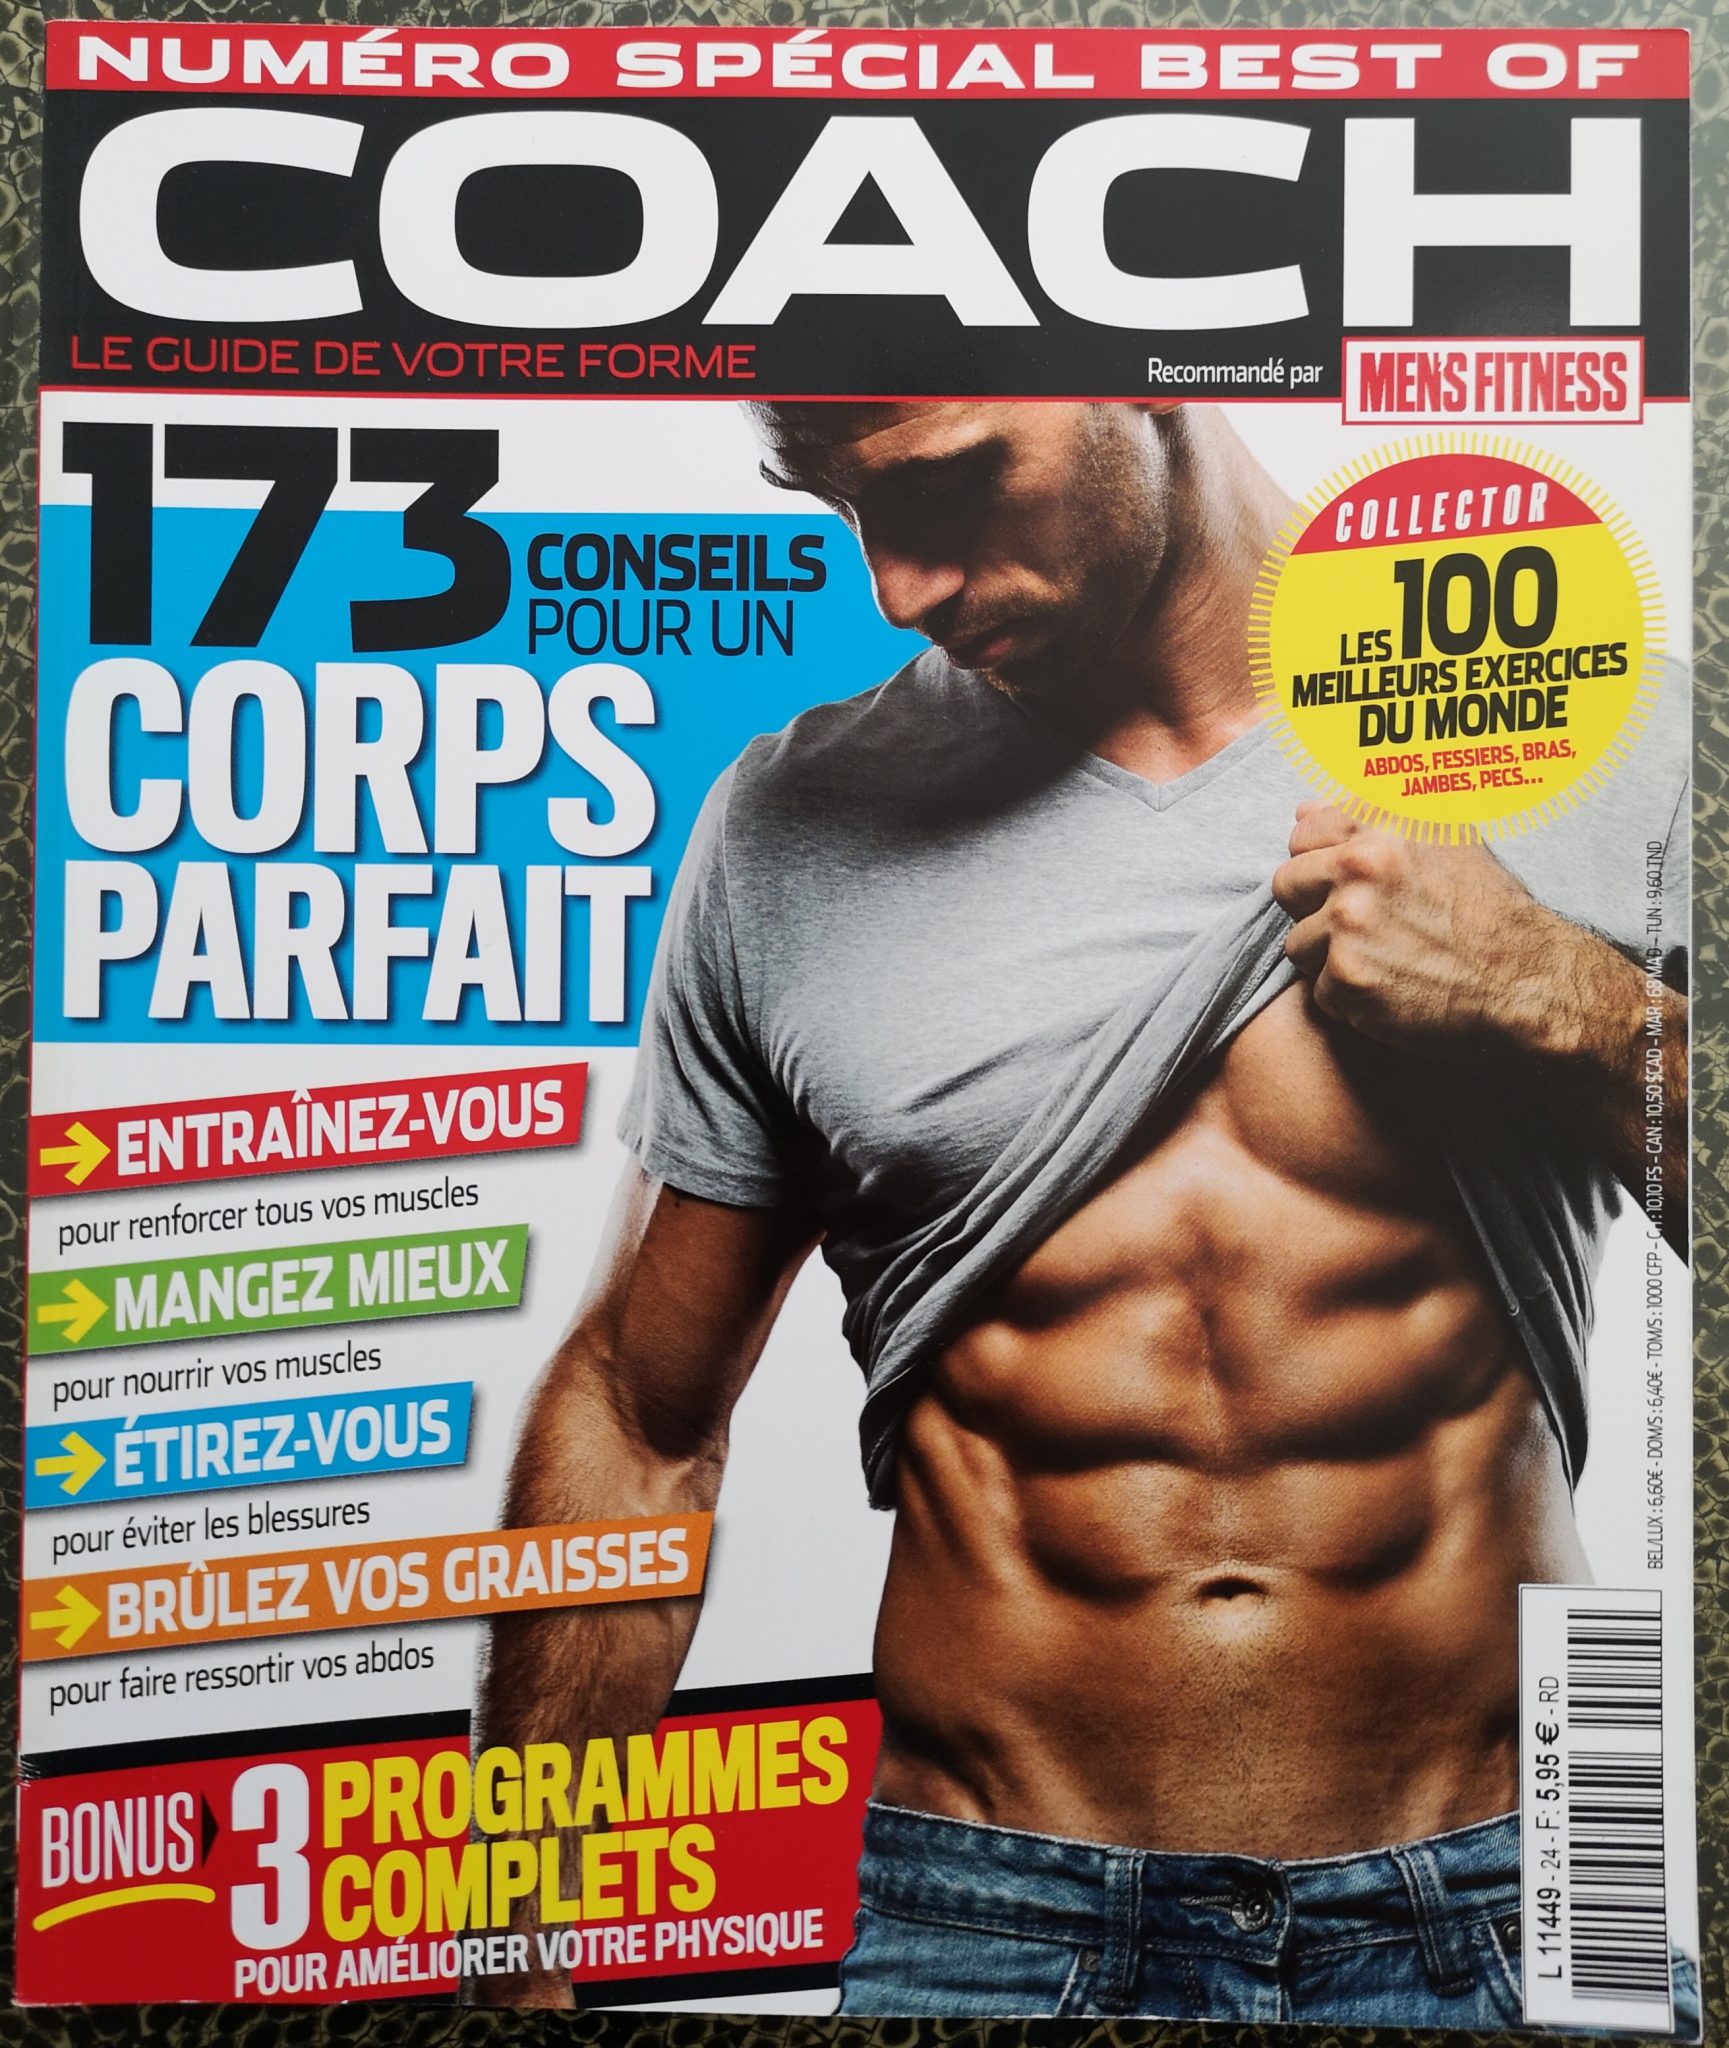 NUMÉRO SPÉCIAL BEST OF
COACH
LE GUIDE DE VOTRE FORME
Recommandé par
MEN'S FITNESS
173
CONSEILS
POUR UN
CORPS
PARFAIT
COLLECTOR
LES 100
MEILLEURS EXERCICES
DU MONDE
ABDOS, FESSIERS, BRAS,
JAMBES, PECS...
ENTRAÎNEZ-VOUS
pour renforcer tous vos muscles
MANGEZ MIEUX
pour nourrir vos muscles
ÉTIREZ-VOUS
pour éviter les blessures
BRÛLEZ VOS GRAISSES
pour faire ressortir vos abdos
BONUS
3 PROGRAMMES
COMPLETS
POUR AMÉLIORER VOTRE PHYSIQUE
BEL/LUX : 6,60€ - DOM/S : 6,40€ - TOM/S : 1000 CFP - CH : 10,10 FS - CAN : 10,50 $CAD - MAR : 68 MAD - TUN : 9,60 TND
L 11449 - 24 - F: 5,95 € - RD